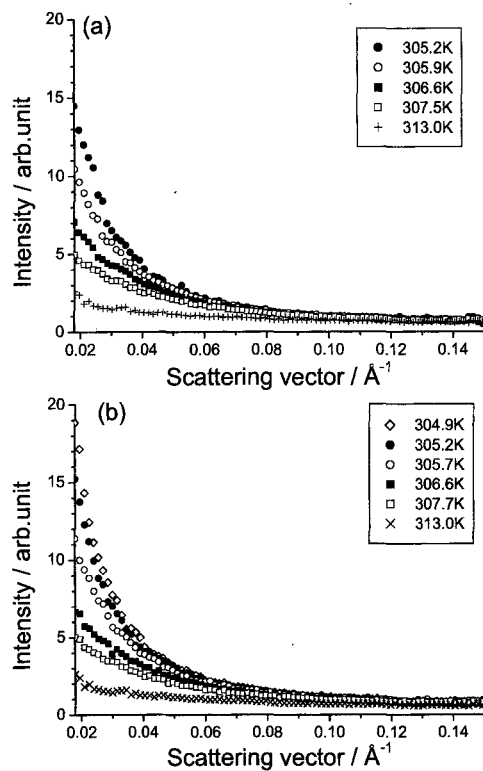 (a)
20
15
10
5
0
Intensity / arb.unit
305.2K
305.9K
306.6K
307.5K
313.0K
0.02 0.04 0.06 0.08 0.10 0.12 0.14
Scattering vector / Å⁻¹
(b)
20
15
10
5
0
Intensity / arb.unit
304.9K
305.2K
305.7K
306.6K
307.7K
313.0K
0.02 0.04 0.06 0.08 0.10 0.12 0.14
Scattering vector / Å⁻¹